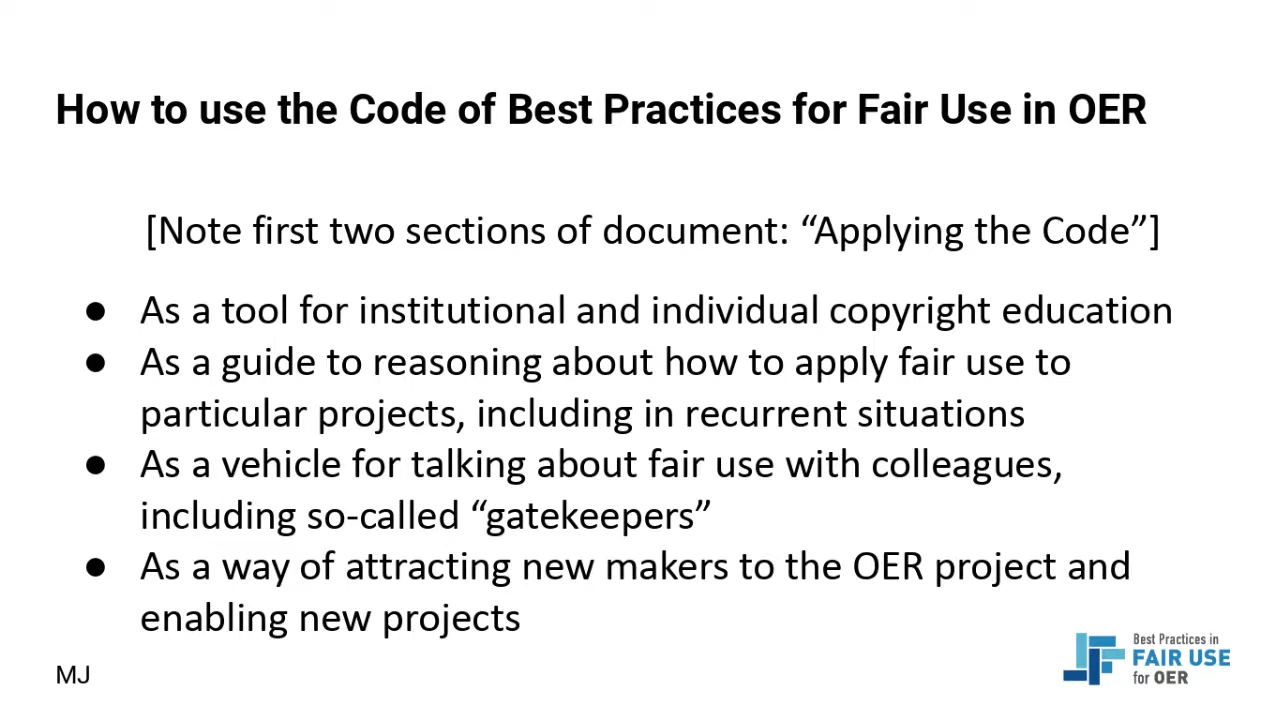 How to use the Code of Best Practices for Fair Use in OER
[Note first two sections of document: “Applying the Code”]
● As a tool for institutional and individual copyright education
● As a guide to reasoning about how to apply fair use to
particular projects, including in recurrent situations
● As a vehicle for talking about fair use with colleagues,
including so-called “gatekeepers”
● As a way of attracting new makers to the OER project and
enabling new projects
MJ
Best Practices in
FAIR USE
for OER